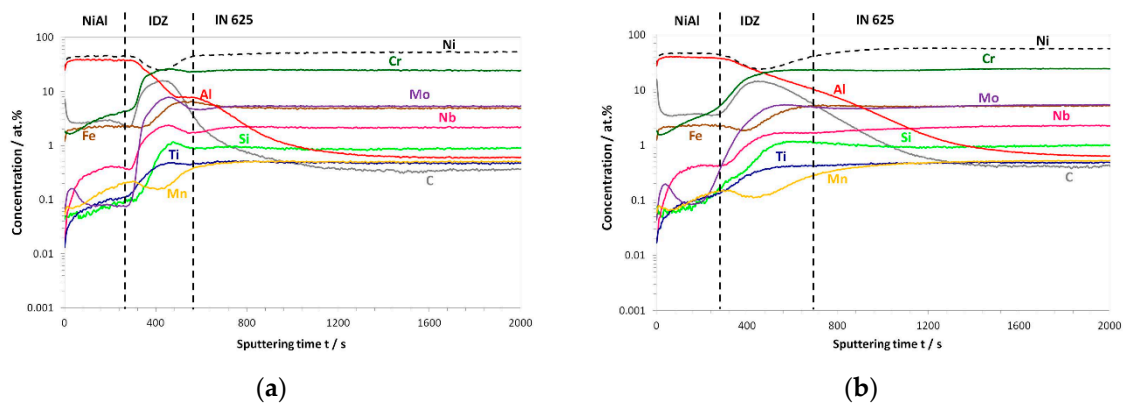 NiAl IDZ IN 625
100
10
1
0.1
0.01
0.001
Concentration / at.%
Ni
Cr
Al
Mo
Fe
Nb
Si
Ti
Mn
C
0 400 800 1200 1600 2000
Sputtering time t / s
(a)
NiAl IDZ IN 625
100
10
1
0.1
0.01
0.001
Concentration / at.%
Ni
Cr
Al
Mo
Fe
Nb
Si
Ti
Mn
C
0 400 800 1200 1600 2000
Sputtering time t / s
(b)